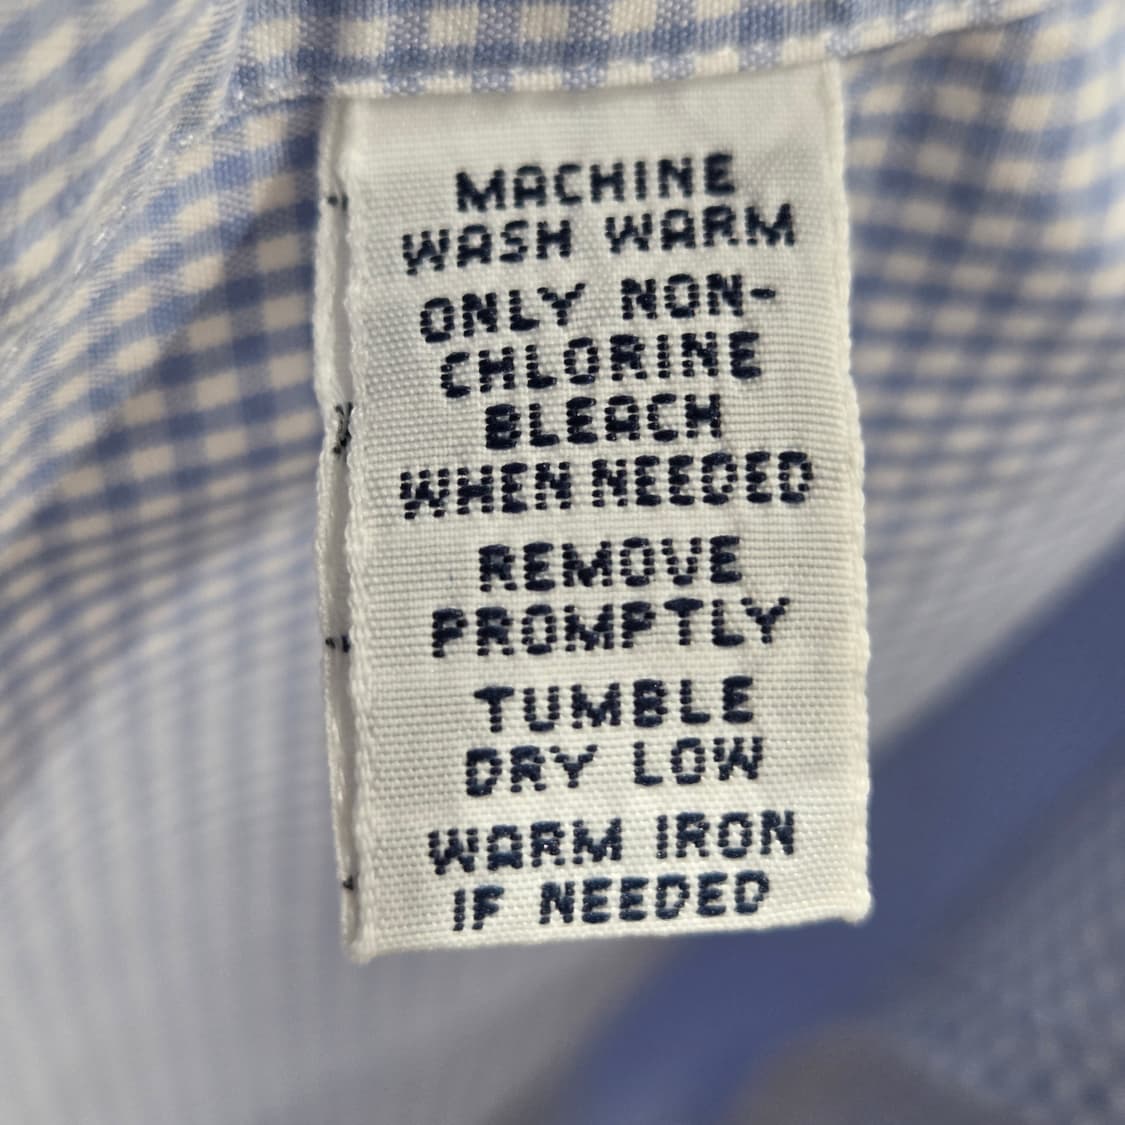 MACHINE
WASH WARM
ONLY NON-
CHLORINE
BLEACH
WHEN NEEDED
REMOVE
PROMPTLY
TUMBLE
DRY LOW
WARM IRON
IF NEEDED